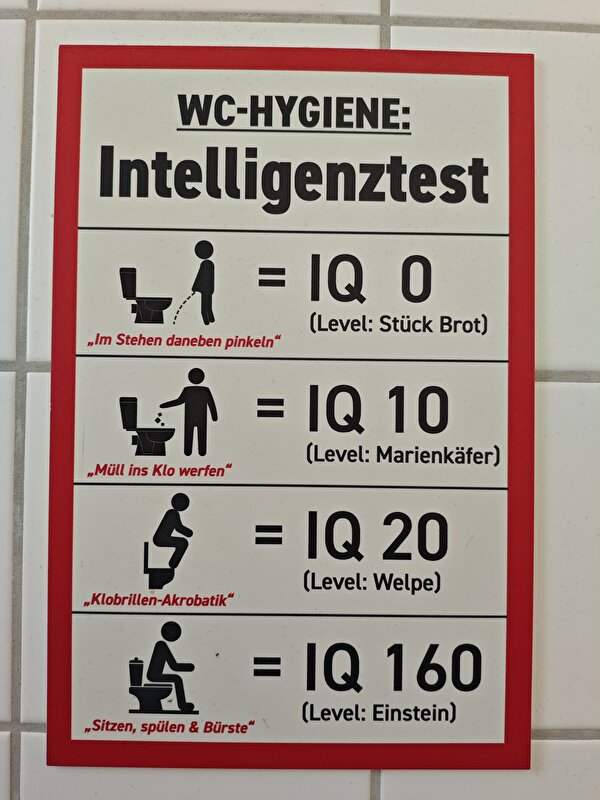 WC-HYGIENE:
Intelligenztest
= IQ 0
(Level: Stück Brot)
„Im Stehen daneben pinkeln“
= IQ 10
(Level: Marienkäfer)
„Müll ins Klo werfen“
= IQ 20
(Level: Welpe)
„Klobrillen-Akrobatik“
= IQ 160
(Level: Einstein)
„Sitzen, spülen & Bürste“